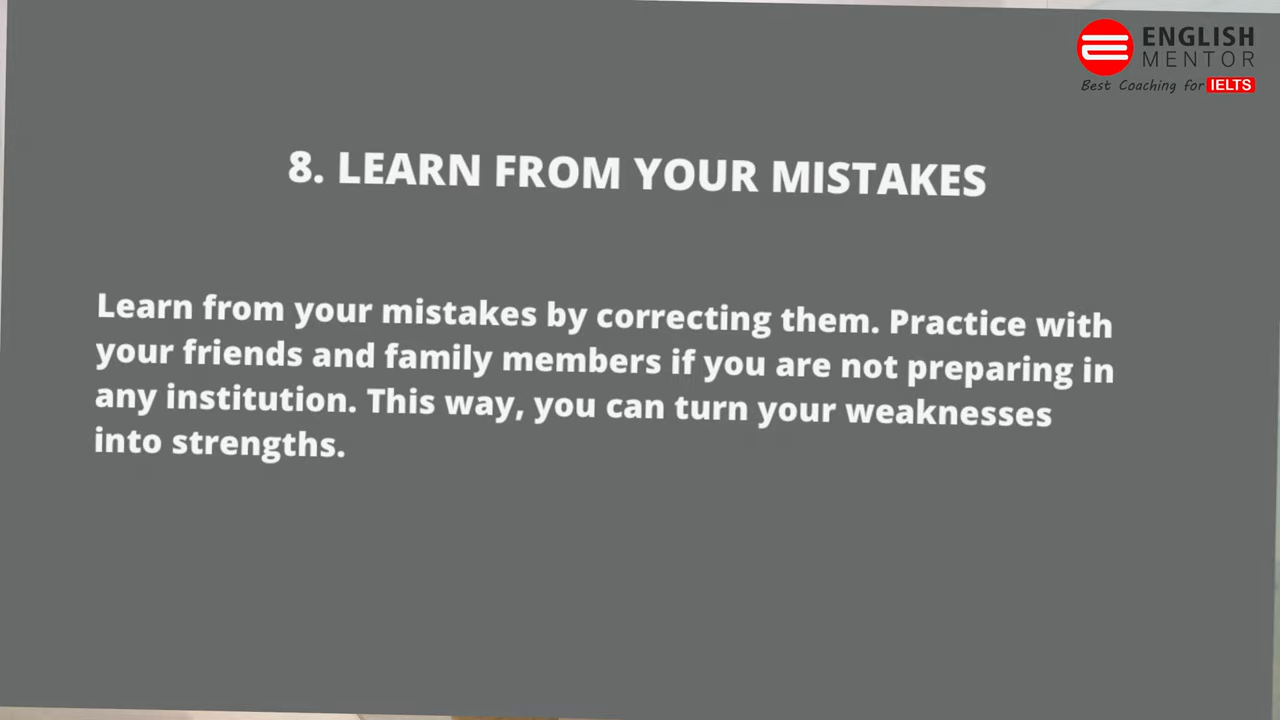 ENGLISH
MENTOR
Best Coaching for IELTS
8. LEARN FROM YOUR MISTAKES
Learn from your mistakes by correcting them. Practice with
your friends and family members if you are not preparing in
any institution. This way, you can turn your weaknesses
into strengths.